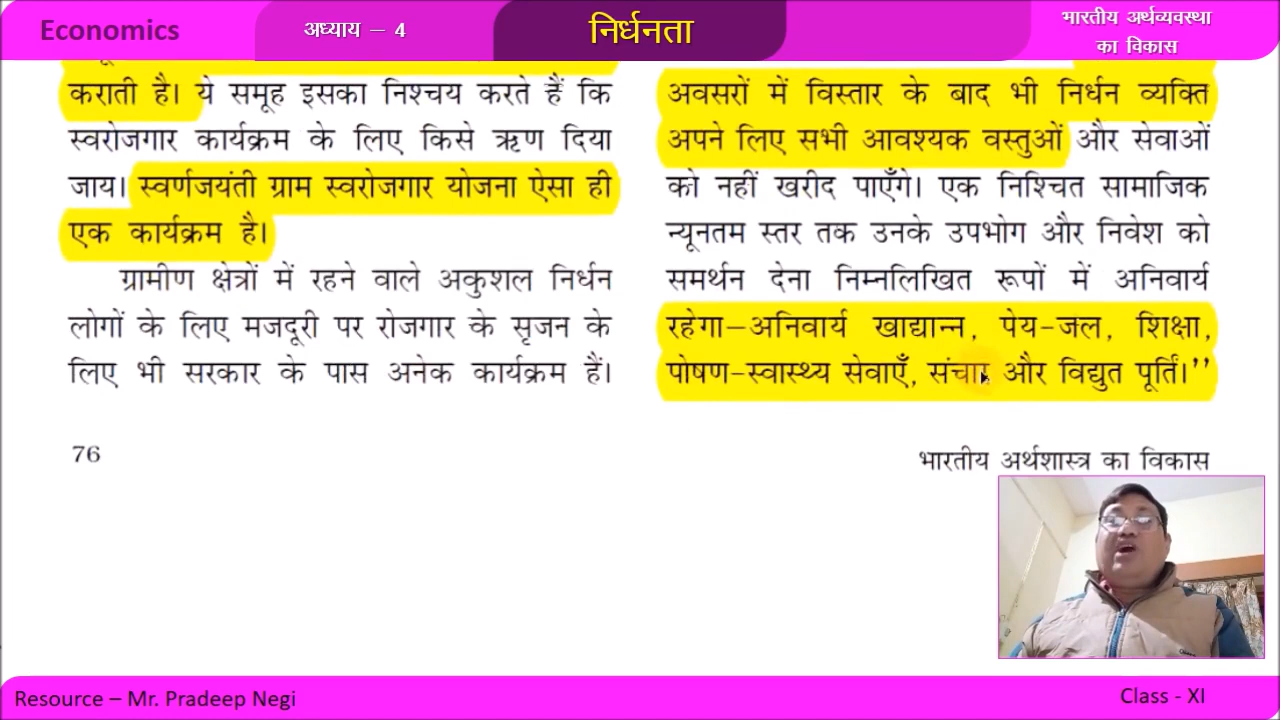 Economics
अध्याय – 4
निर्धनता
भारतीय अर्थव्यवस्था
का विकास
कराती है। ये समूह इसका निश्चय करते हैं कि
स्वरोजगार कार्यक्रम के लिए किसे ऋण दिया
जाय। स्वर्णजयंती ग्राम स्वरोजगार योजना ऐसा ही
एक कार्यक्रम है।
ग्रामीण क्षेत्रों में रहने वाले अकुशल निर्धन
लोगों के लिए मजदूरी पर रोजगार के सृजन के
लिए भी सरकार के पास अनेक कार्यक्रम हैं।
76
अवसरों में विस्तार के बाद भी निर्धन व्यक्ति
अपने लिए सभी आवश्यक वस्तुओं और सेवाओं
को नहीं खरीद पाएँगे। एक निश्चित सामाजिक
न्यूनतम स्तर तक उनके उपभोग और निवेश को
समर्थन देना निम्नलिखित रूपों में अनिवार्य
रहेगा–अनिवार्य खाद्यान्न, पेय-जल, शिक्षा,
पोषण-स्वास्थ्य सेवाएँ, संचार और विद्युत पूर्ति।’’
भारतीय अर्थशास्त्र का विकास
Resource – Mr. Pradeep Negi
Class - XI